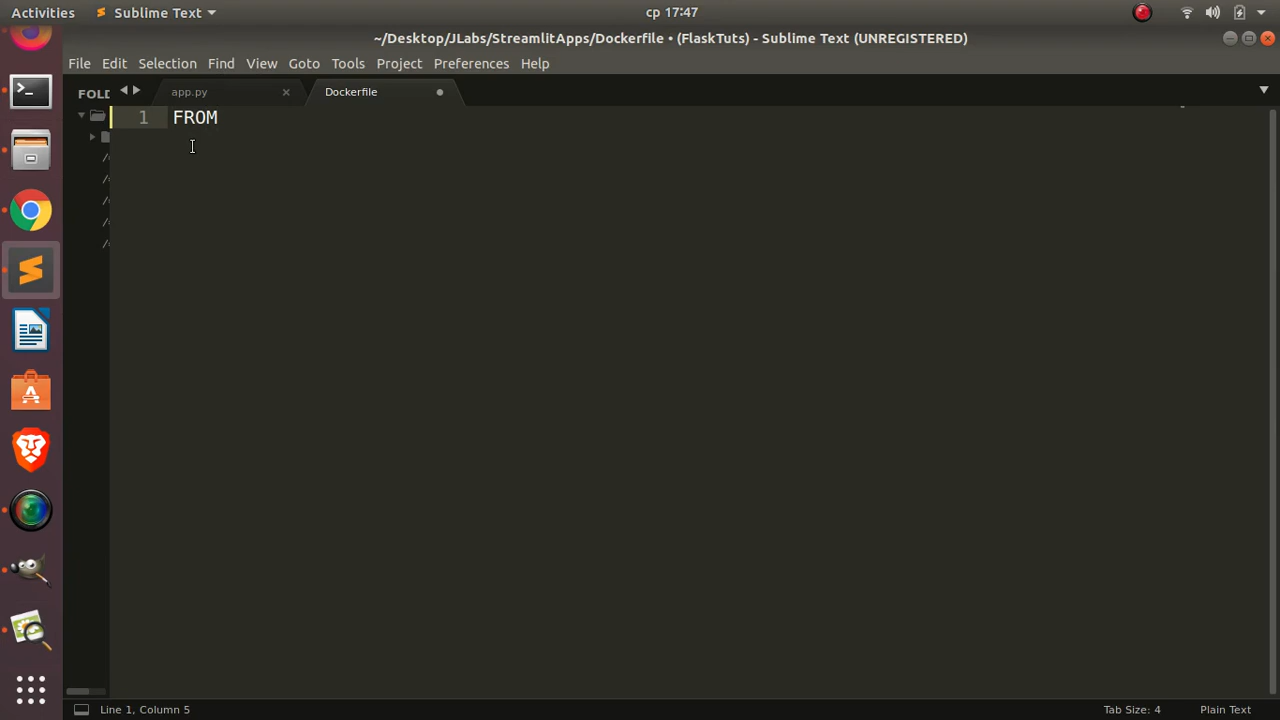 Activities Sublime Text ср 17:47
~/Desktop/JLabs/StreamlitApps/Dockerfile • (FlaskTuts) - Sublime Text (UNREGISTERED)
File Edit Selection Find View Goto Tools Project Preferences Help
FOLD app.py Dockerfile
1 FROM
Line 1, Column 5 Tab Size: 4 Plain Text